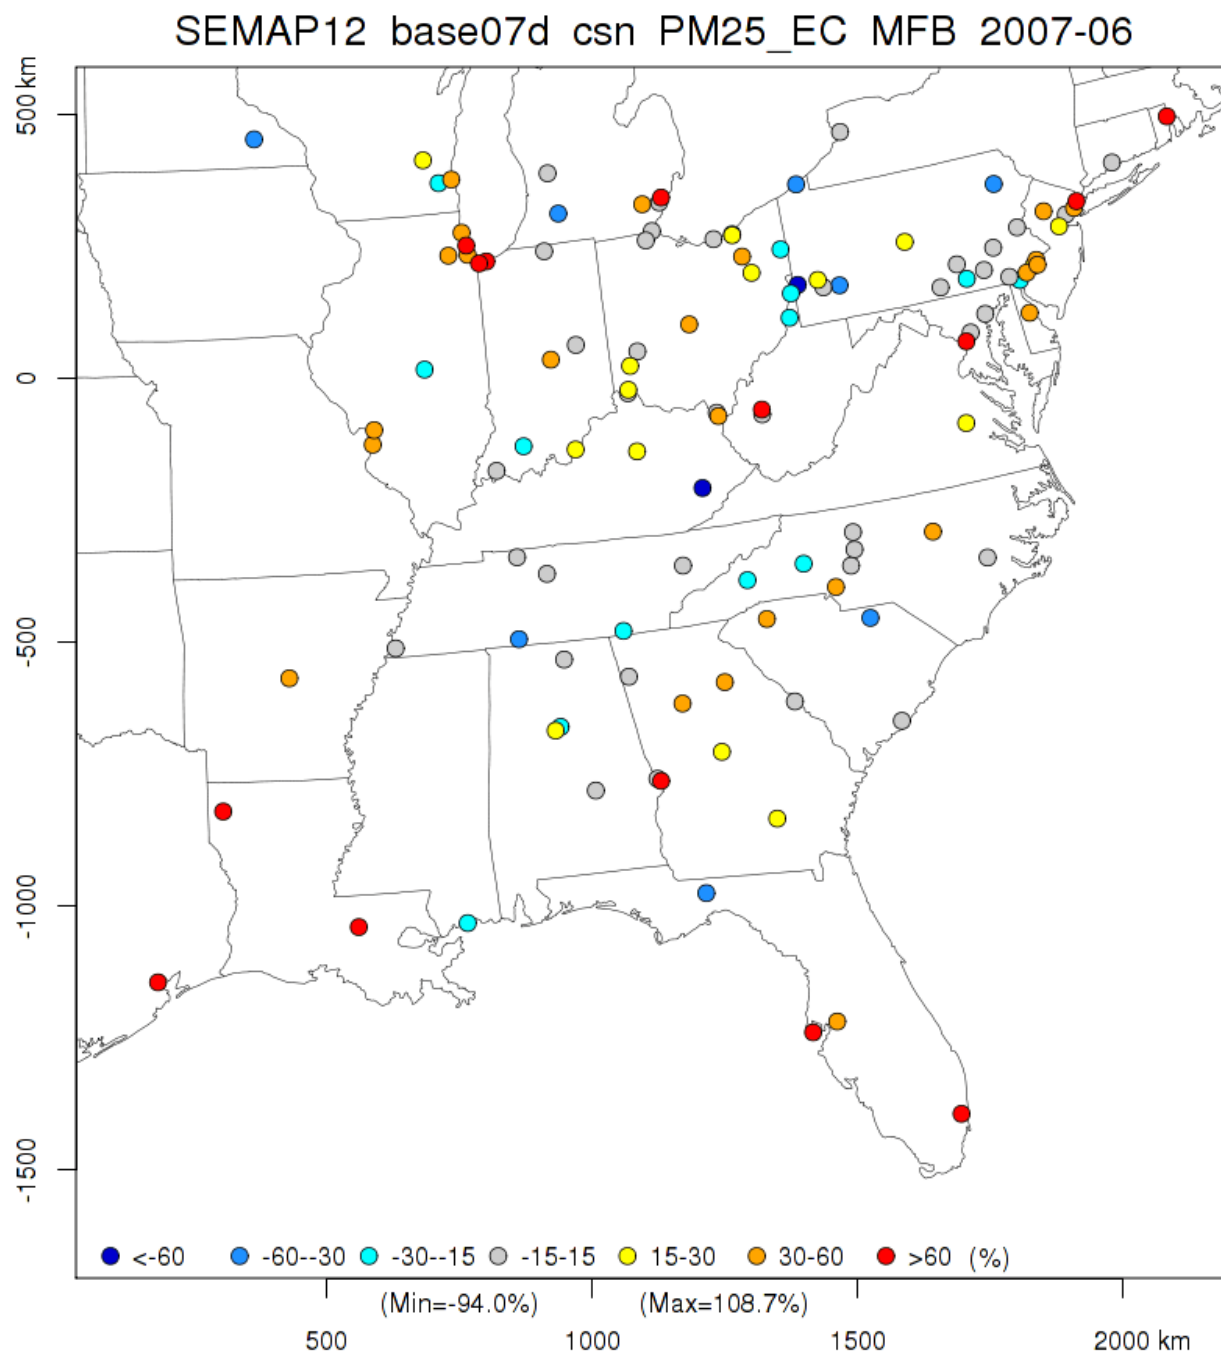 SEMAP12 base07d csn PM25_EC MFB 2007-06
500 km
0
-500
-1000
-1500
<-60 -60--30 -30--15 -15-15 15-30 30-60 >60 (%)
(Min=-94.0%) (Max=108.7%)
500 1000 1500 2000 km